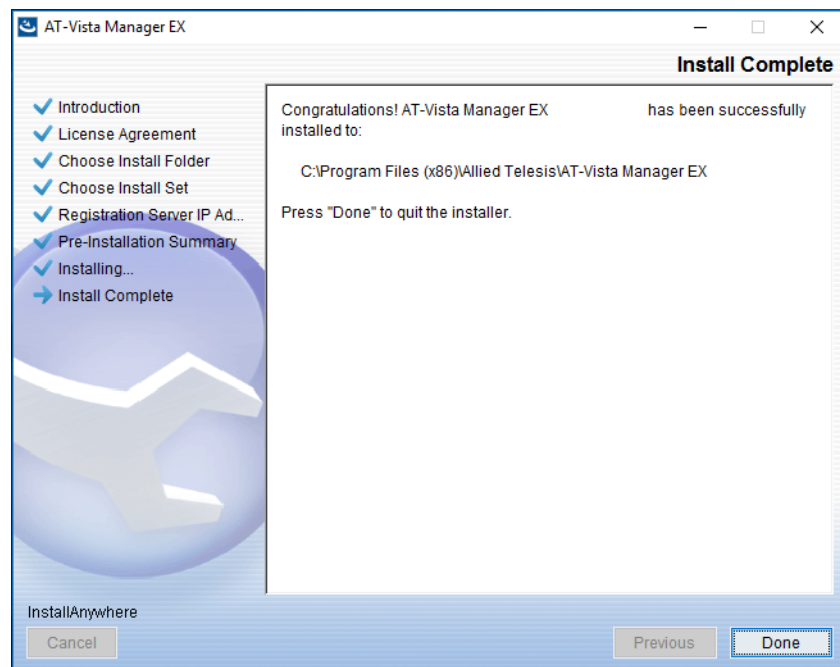 AT-Vista Manager EX
Install Complete
Introduction
License Agreement
Choose Install Folder
Choose Install Set
Registration Server IP Ad...
Pre-Installation Summary
Installing...
Install Complete
Congratulations! AT-Vista Manager EX has been successfully
installed to:
C:\Program Files (x86)\Allied Telesis\AT-Vista Manager EX
Press "Done" to quit the installer.
InstallAnywhere
Cancel
Previous
Done